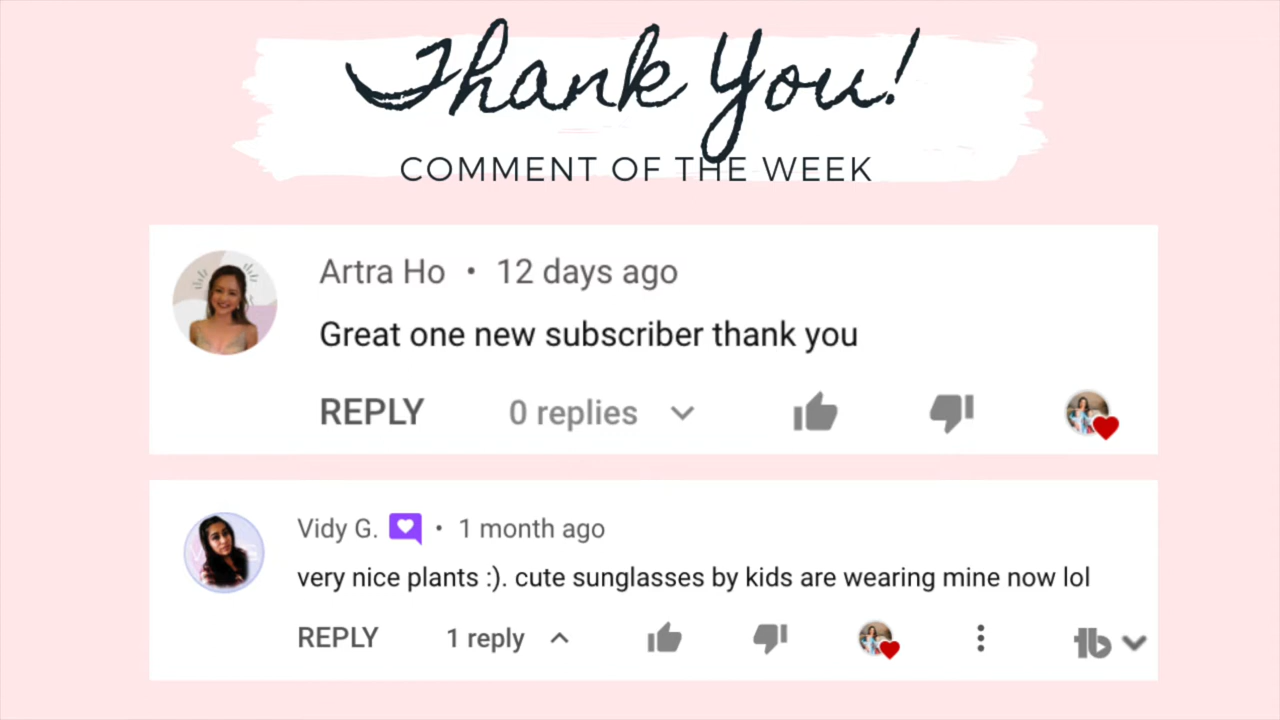 Thank You!
COMMENT OF THE WEEK
Artra Ho • 12 days ago
Great one new subscriber thank you
REPLY 0 replies
Vidy G. • 1 month ago
very nice plants :). cute sunglasses by kids are wearing mine now lol
REPLY 1 reply
tb